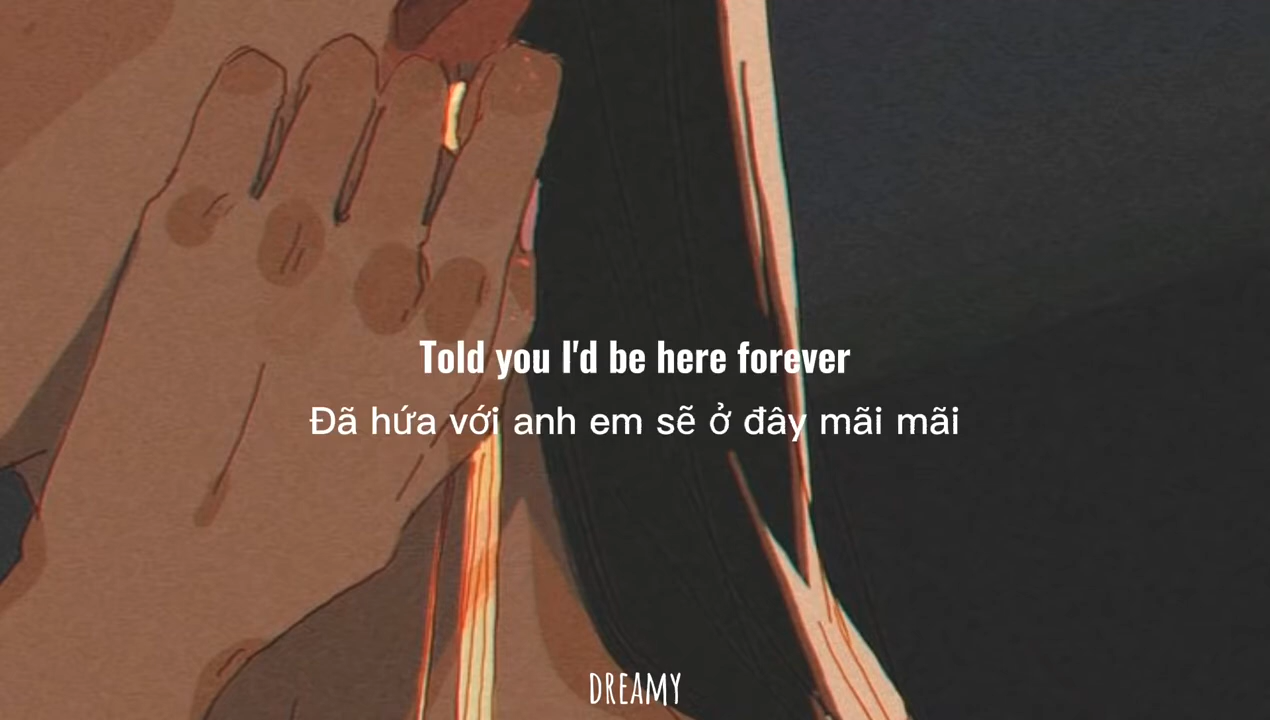 Told you I'd be here forever
Đã hứa với anh em sẽ ở đây mãi mãi
DREAMY